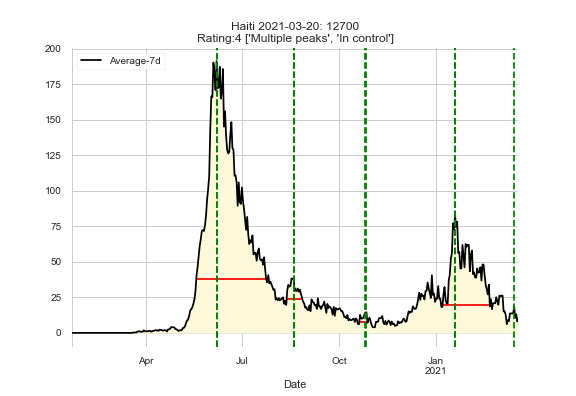 Haiti 2021-03-20: 12700
Rating:4 ['Multiple peaks', 'In control']
Average-7d
200
175
150
125
100
75
50
25
0
Apr
Jul
Oct
Jan
2021
Date